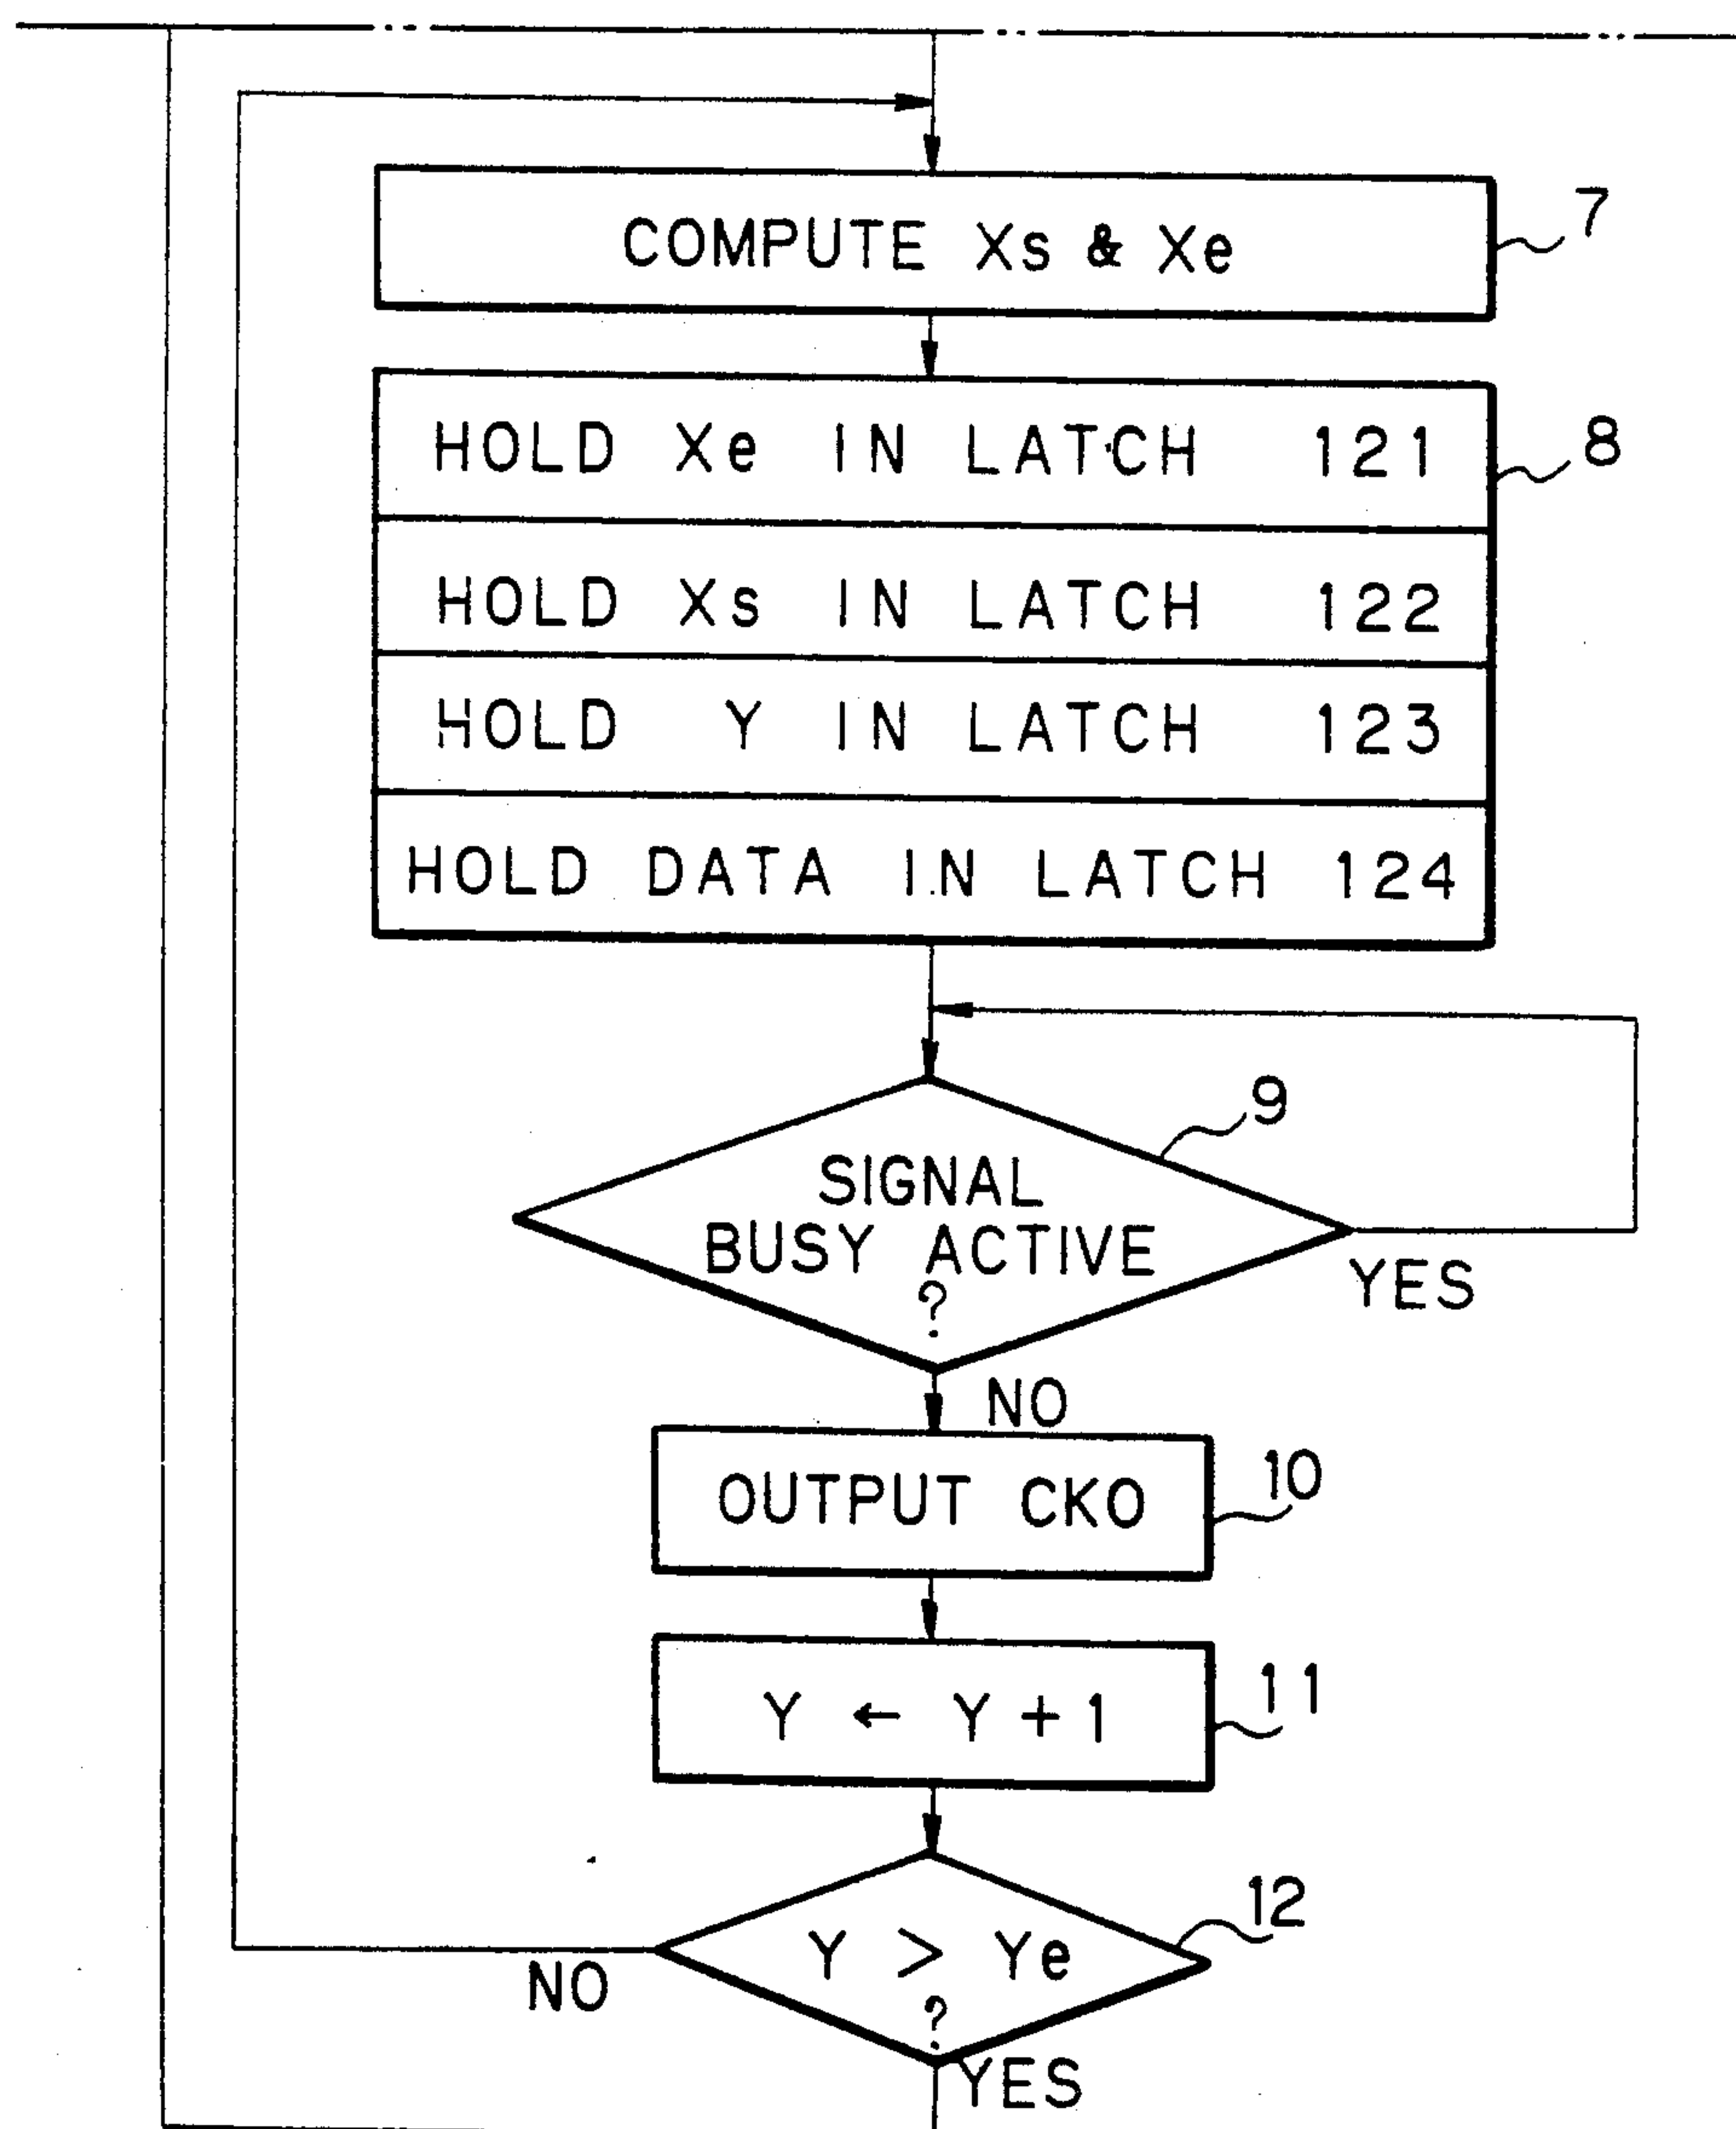 COMPUTE Xs & Xe
7
HOLD Xe IN LATCH 121
8
HOLD Xs IN LATCH 122
HOLD Y IN LATCH 123
HOLD DATA IN LATCH 124
9
SIGNAL
BUSY ACTIVE
?
YES
NO
OUTPUT CKO
10
Y ← Y + 1
11
12
Y > Ye
?
NO
YES